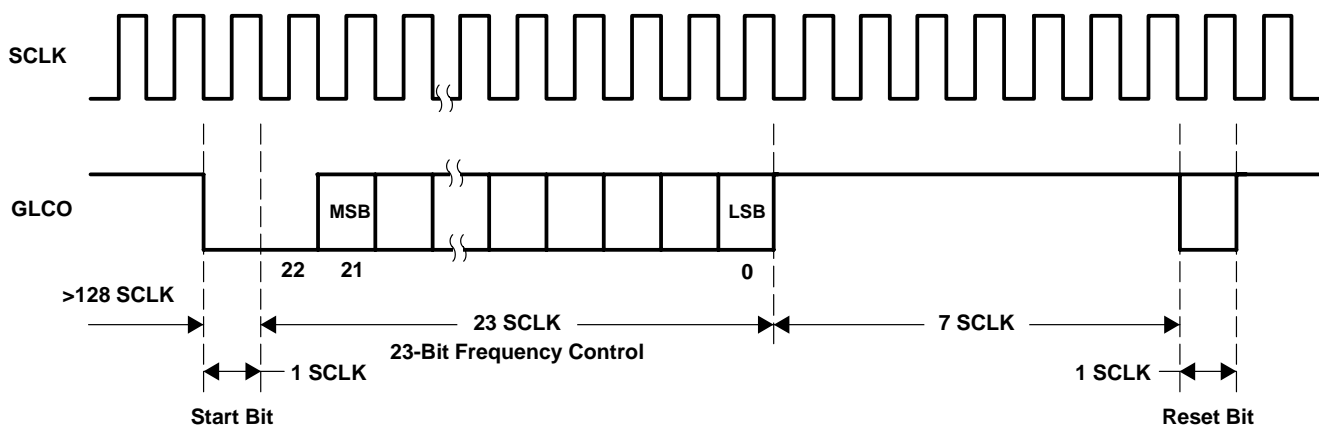 SCLK
GLCO
MSB
LSB
22
21
0
>128 SCLK
23 SCLK
7 SCLK
23-Bit Frequency Control
1 SCLK
1 SCLK
Start Bit
Reset Bit